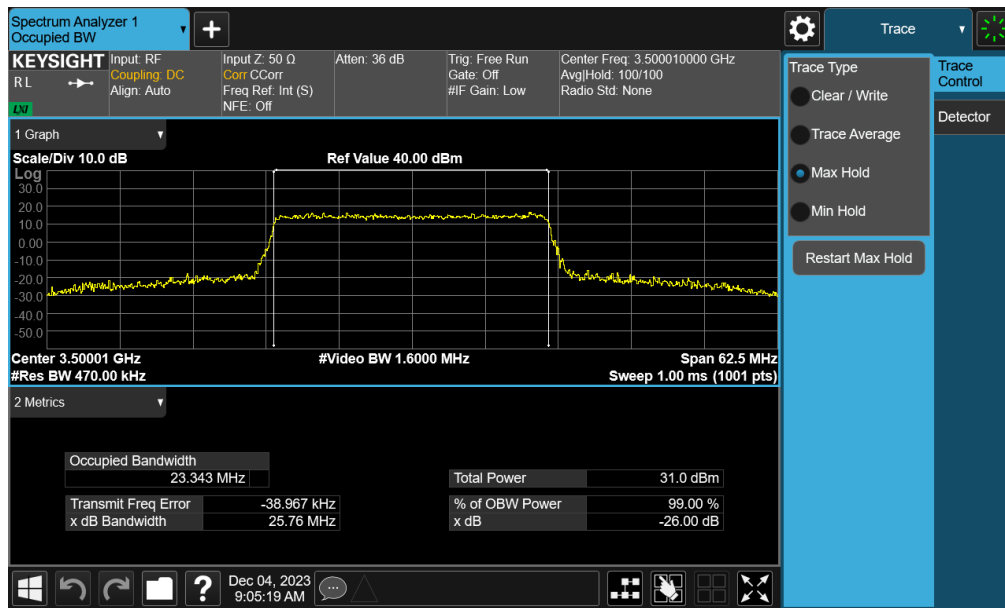 Spectrum Analyzer 1
Occupied BW
+
Trace
KEYSIGHT
R L
LXI
Input: RF
Coupling: DC
Align: Auto
Input Z: 50 Ω
Corr CCorr
Freq Ref: Int (S)
NFE: Off
Atten: 36 dB
Trig: Free Run
Gate: Off
#IF Gain: Low
Center Freq: 3.500010000 GHz
Avg|Hold: 100/100
Radio Std: None
Trace Type
Clear / Write
Trace Average
Max Hold
Min Hold
Restart Max Hold
Trace
Control
Detector
1 Graph
Scale/Div 10.0 dB
Ref Value 40.00 dBm
Log
30.0
20.0
10.0
0.00
-10.0
-20.0
-30.0
-40.0
-50.0
Center 3.50001 GHz
#Video BW 1.6000 MHz
Span 62.5 MHz
#Res BW 470.00 kHz
Sweep 1.00 ms (1001 pts)
2 Metrics
Occupied Bandwidth
23.343 MHz
Total Power 31.0 dBm
Transmit Freq Error -38.967 kHz
% of OBW Power 99.00 %
x dB Bandwidth 25.76 MHz
x dB -26.00 dB
?
Dec 04, 2023
9:05:19 AM